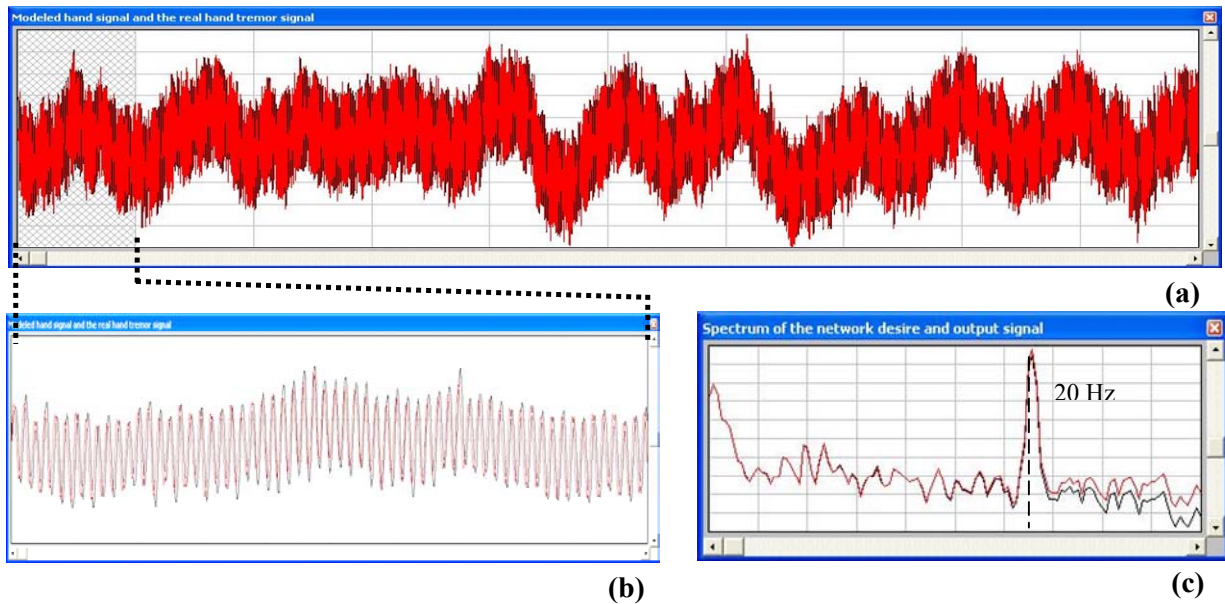 Modeled hand signal and the real hand tremor signal
(a)
Modeled hand signal and the real hand tremor signal
Spectrum of the network desire and output signal
20 Hz
(b)
(c)